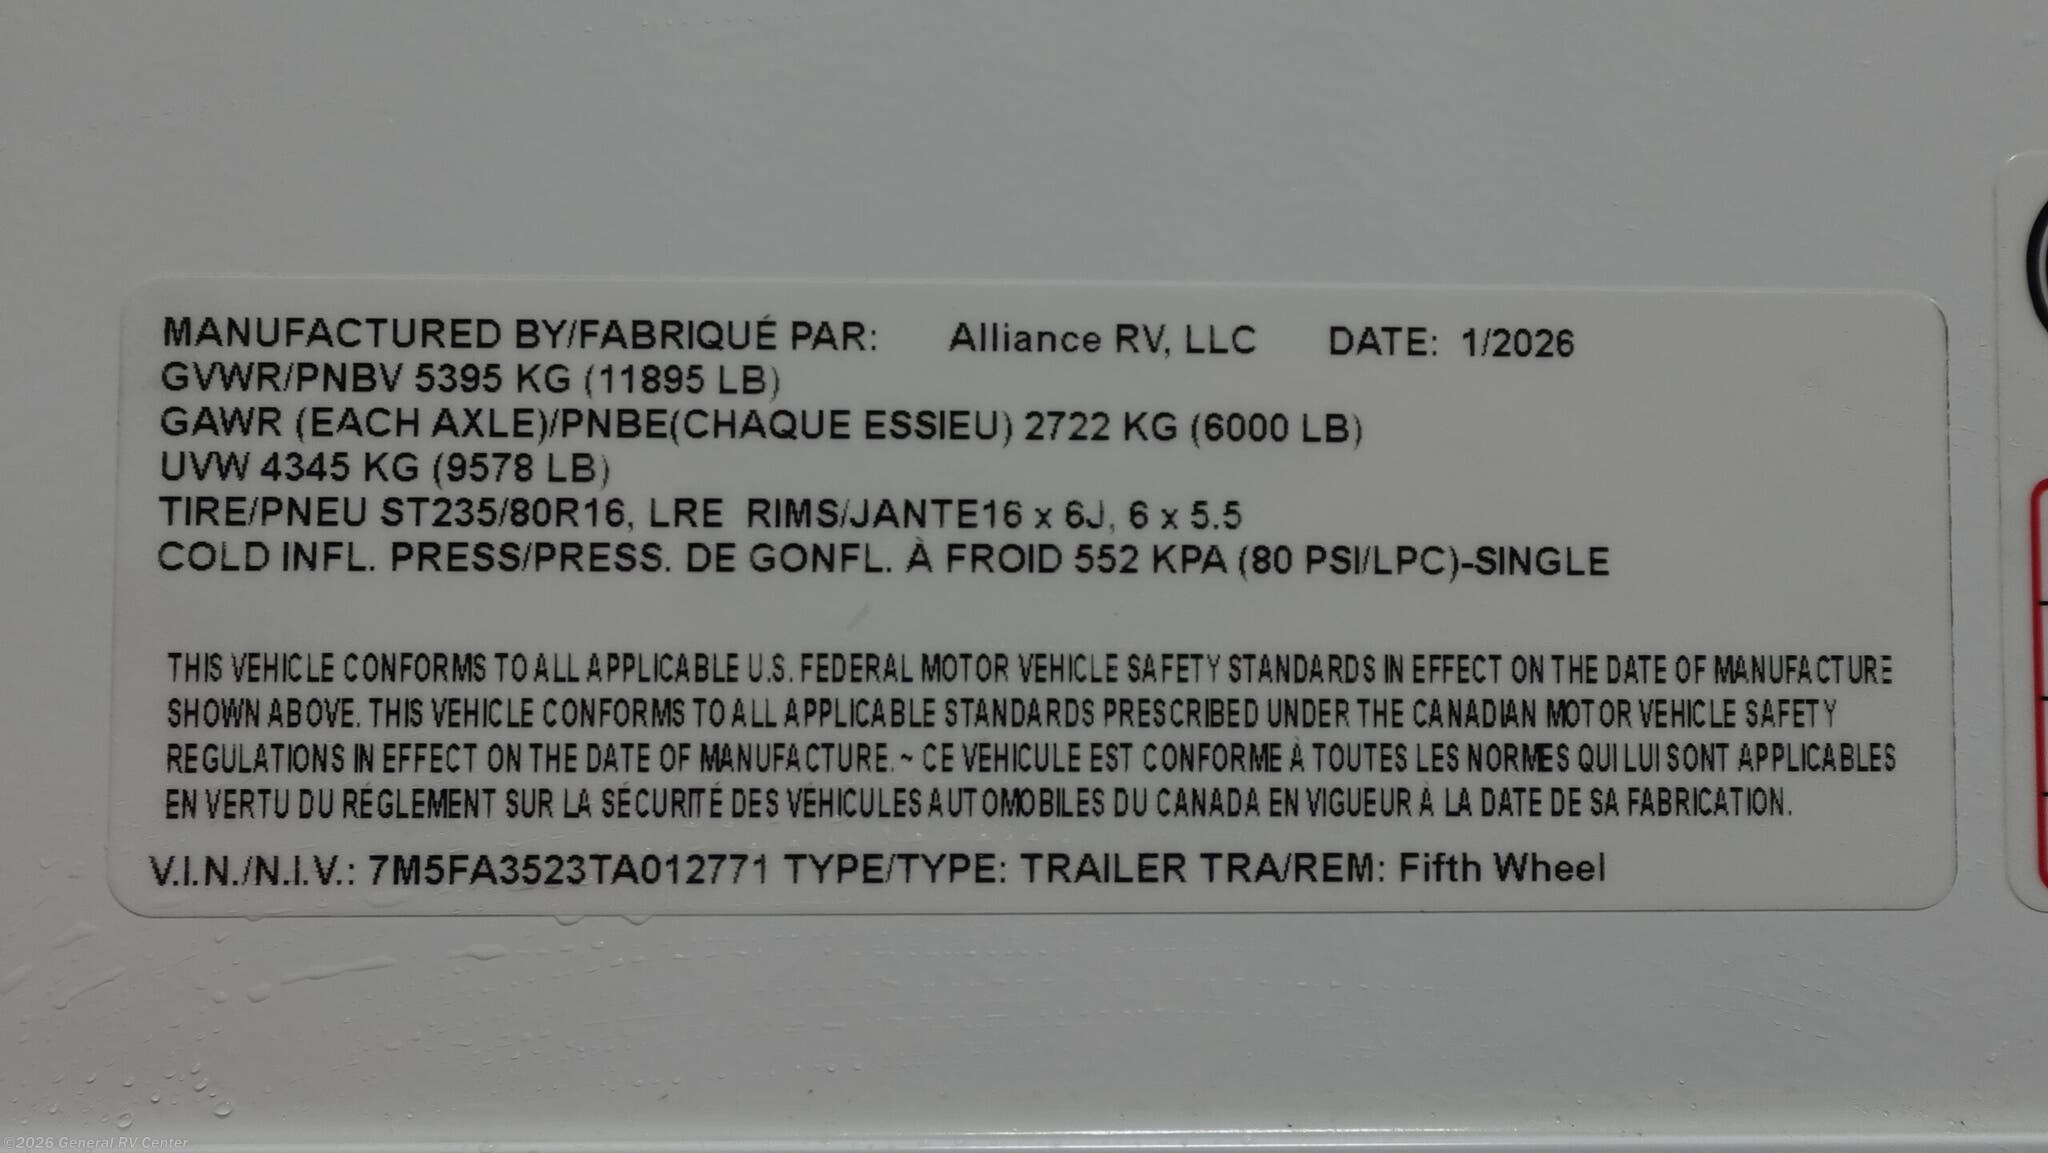 MANUFACTURED BY/FABRIQUÉ PAR: Alliance RV, LLC DATE: 1/2026
GVWR/PNBV 5395 KG (11895 LB)
GAWR (EACH AXLE)/PNBE(CHAQUE ESSIEU) 2722 KG (6000 LB)
UVW 4345 KG (9578 LB)
TIRE/PNEU ST235/80R16, LRE RIMS/JANTE16 x 6J, 6 x 5.5
COLD INFL. PRESS/PRESS. DE GONFL. À FROID 552 KPA (80 PSI/LPC)-SINGLE
THIS VEHICLE CONFORMS TO ALL APPLICABLE U.S. FEDERAL MOTOR VEHICLE SAFETY STANDARDS IN EFFECT ON THE DATE OF MANUFACTURE
SHOWN ABOVE. THIS VEHICLE CONFORMS TO ALL APPLICABLE STANDARDS PRESCRIBED UNDER THE CANADIAN MOTOR VEHICLE SAFETY
REGULATIONS IN EFFECT ON THE DATE OF MANUFACTURE. ~ CE VEHICULE EST CONFORME À TOUTES LES NORMES QUI LUI SONT APPLICABLES
EN VERTU DU RÉGLEMENT SUR LA SÉCURITÉ DES VÉHICULES AUTOMOBILES DU CANADA EN VIGUEUR À LA DATE DE SA FABRICATION.
V.I.N./N.I.V.: 7M5FA3523TA012771 TYPE/TYPE: TRAILER TRA/REM: Fifth Wheel
©2026 General RV Center